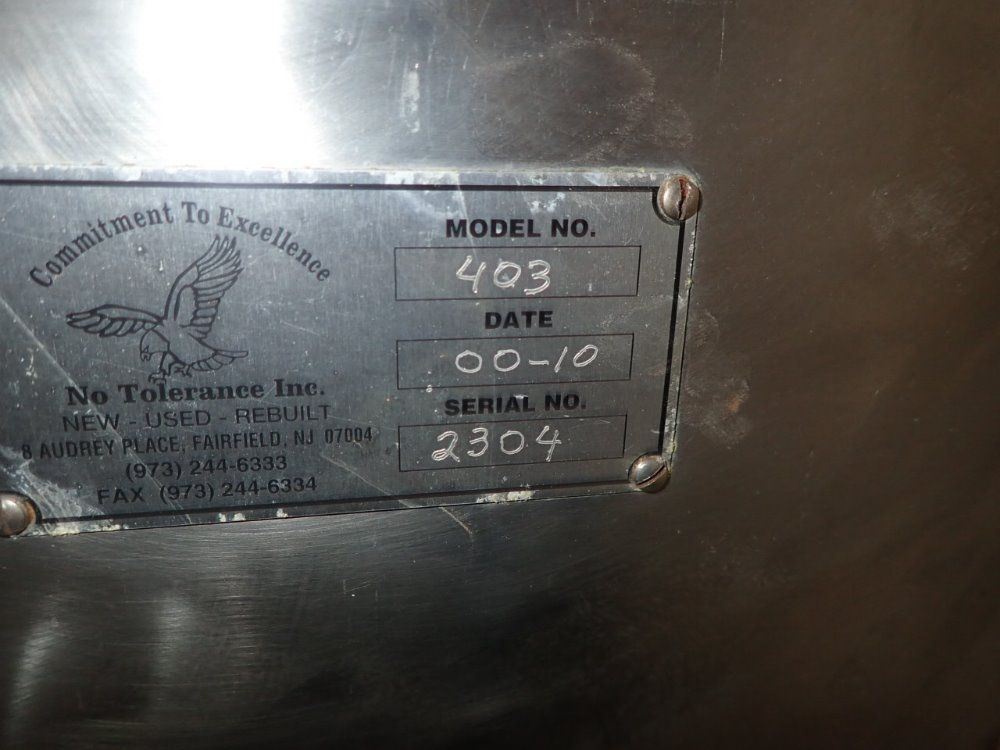 Commitment To Excellence
No Tolerance Inc.
NEW - USED - REBUILT
8 AUDREY PLACE, FAIRFIELD, NJ 07004
(973) 244-6333
FAX (973) 244-6334
MODEL NO.
403
DATE
00-10
SERIAL NO.
2304